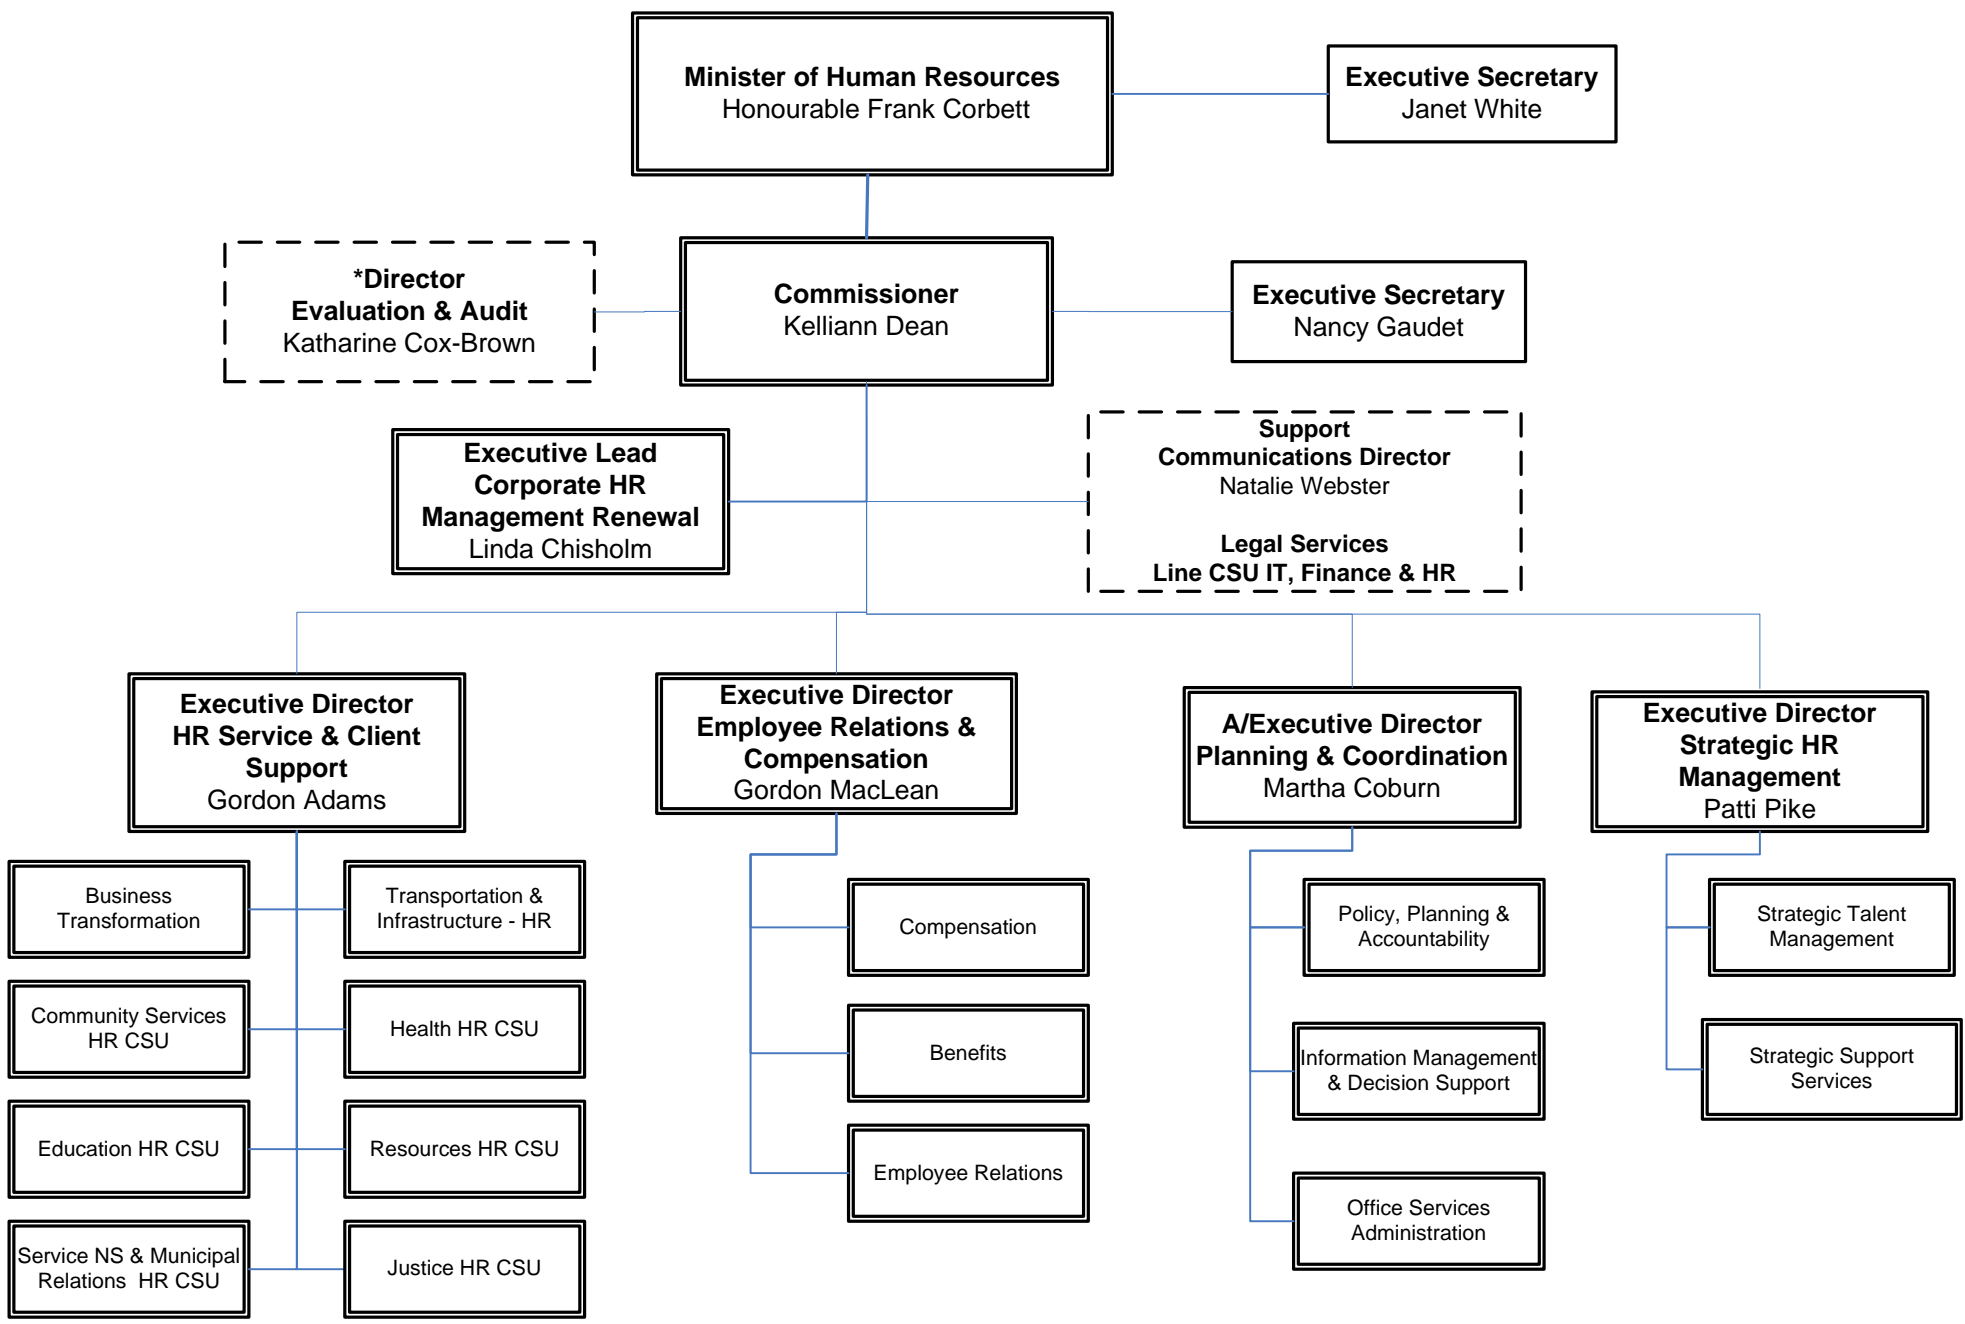 Minister of Human Resources
Honourable Frank Corbett
Executive Secretary
Janet White
*Director
Evaluation & Audit
Katharine Cox-Brown
Commissioner
Kelliann Dean
Executive Secretary
Nancy Gaudet
Executive Lead
Corporate HR
Management Renewal
Linda Chisholm
Support
Communications Director
Natalie Webster
Legal Services
Line CSU IT, Finance & HR
Executive Director
HR Service & Client
Support
Gordon Adams
Executive Director
Employee Relations &
Compensation
Gordon MacLean
A/Executive Director
Planning & Coordination
Martha Coburn
Executive Director
Strategic HR
Management
Patti Pike
Business
Transformation
Transportation &
Infrastructure - HR
Community Services
HR CSU
Health HR CSU
Education HR CSU
Resources HR CSU
Service NS & Municipal
Relations  HR CSU
Justice HR CSU
Compensation
Benefits
Employee Relations
Policy, Planning &
Accountability
Information Management
& Decision Support
Office Services
Administration
Strategic Talent
Management
Strategic Support
Services